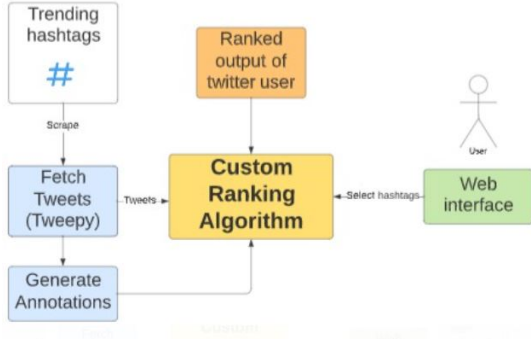 Trending
hashtags
#
Scrape
Fetch
Tweets
(Tweepy)
Tweets
Generate
Annotations
Ranked
output of
twitter user
Custom
Ranking
Algorithm
Select hashtags
User
Web
interface